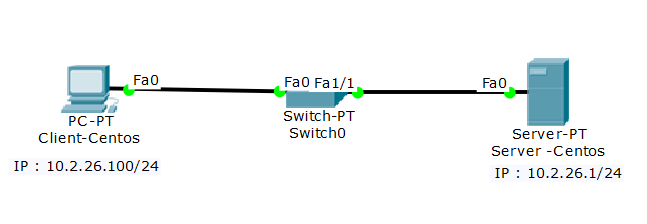 Fa0
Fa0 Fa1/1
Fa0
PC-PT
Client-Centos
Switch-PT
Switch0
Server-PT
Server -Centos
IP : 10.2.26.100/24
IP : 10.2.26.1/24